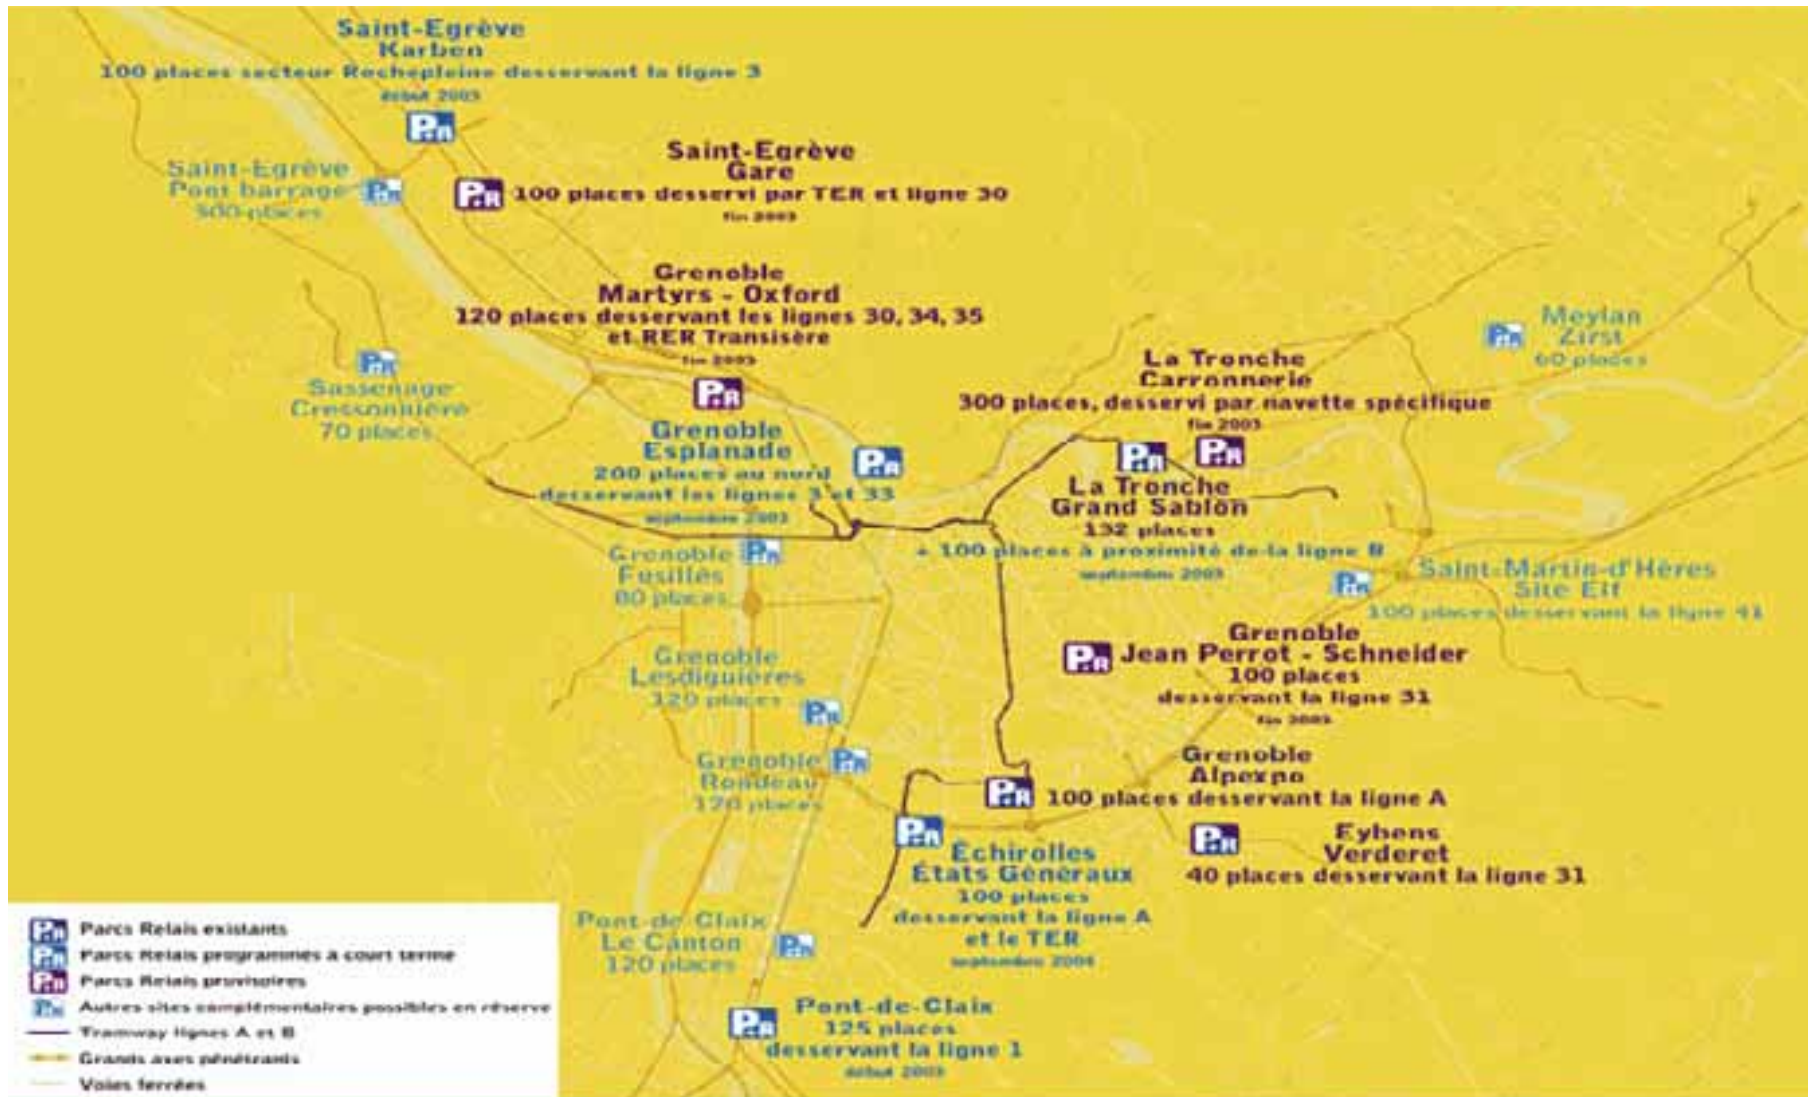 Saint-Egrève
Karben
100 places secteur Rochepleine desservant la ligne 3
début 2003
P+R
Saint-Egrève
Pont barrage
300 places
P+R
Saint-Egrève
Gare
P+R
100 places desservi par TER et ligne 30
fin 2003
Grenoble
Martyrs - Oxford
120 places desservant les lignes 30, 34, 35
et RER Transisère
fin 2003
P+R
Sassenage
Cressonnière
70 places
P+R
Meylan
Zirst
60 places
P+R
La Tronche
Carronnerie
300 places, desservi par navette spécifique
fin 2003
P+R
Grenoble
Esplanade
200 places au nord
desservant les lignes 3 et 33
septembre 2003
P+R
P+R
La Tronche
Grand Sablon
132 places
+ 100 places à proximité de la ligne B
septembre 2003
Grenoble
Fusillés
80 places
P+R
Saint-Martin-d'Hères
Site Elf
100 places desservant la ligne 41
P+R
Grenoble
Jean Perrot - Schneider
100 places
desservant la ligne 31
fin 2003
P+R
Grenoble
Lesdiguières
120 places
P+R
Grenoble
Rondeau
120 places
P+R
Grenoble
Alpexpo
P+R
100 places desservant la ligne A
Eybens
Verderet
40 places desservant la ligne 31
P+R
P+R
Échirolles
États Généraux
100 places
desservant la ligne A
et le TER
septembre 2004
Pont-de-Claix
Le Canton
120 places
P+R
P+R
Pont-de-Claix
125 places
desservant la ligne 1
début 2003
P+R Parcs Relais existants
P+R Parcs Relais programmés à court terme
P+R Parcs Relais provisoires
P+R Autres sites complémentaires possibles en réserve
Tramway lignes A et B
Grands axes pénétrants
Voies ferrées